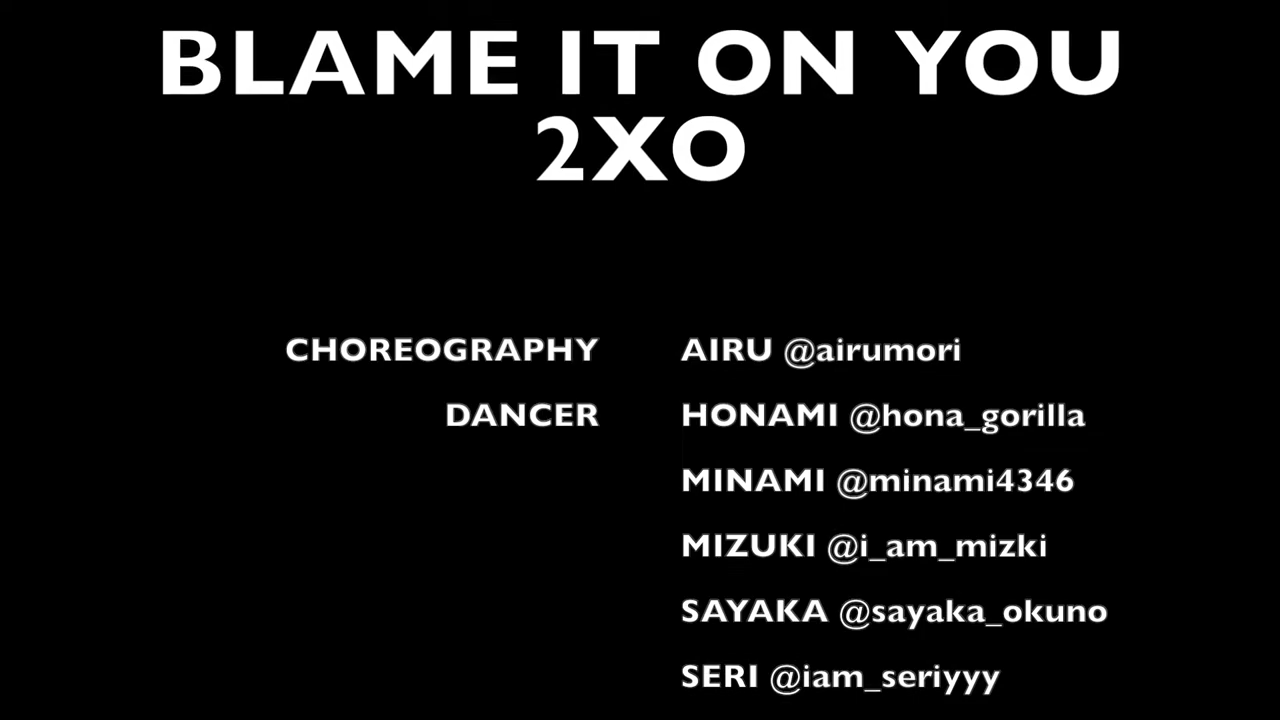 BLAME IT ON YOU
2XO
CHOREOGRAPHY AIRU @airumori
DANCER HONAMI @hona_gorilla
MINAMI @minami4346
MIZUKI @i_am_mizki
SAYAKA @sayaka_okuno
SERI @iam_seriyyy